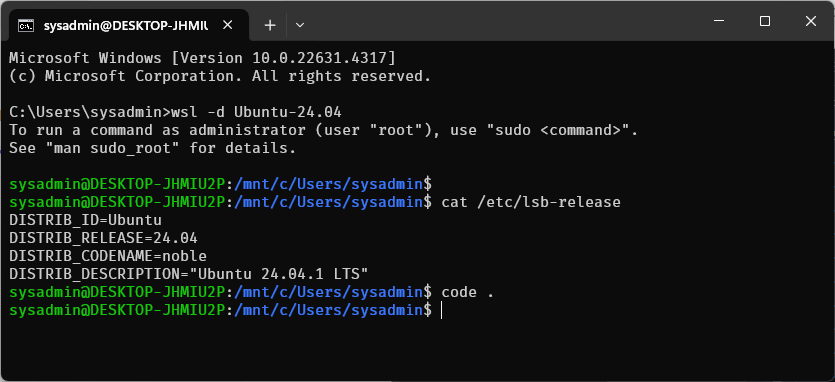 sysadmin@DESKTOP-JHMIU
Microsoft Windows [Version 10.0.22631.4317]
(c) Microsoft Corporation. All rights reserved.
C:\Users\sysadmin>wsl -d Ubuntu-24.04
To run a command as administrator (user "root"), use "sudo <command>".
See "man sudo_root" for details.
sysadmin@DESKTOP-JHMIU2P:/mnt/c/Users/sysadmin$
sysadmin@DESKTOP-JHMIU2P:/mnt/c/Users/sysadmin$ cat /etc/lsb-release
DISTRIB_ID=Ubuntu
DISTRIB_RELEASE=24.04
DISTRIB_CODENAME=noble
DISTRIB_DESCRIPTION="Ubuntu 24.04.1 LTS"
sysadmin@DESKTOP-JHMIU2P:/mnt/c/Users/sysadmin$ code .
sysadmin@DESKTOP-JHMIU2P:/mnt/c/Users/sysadmin$